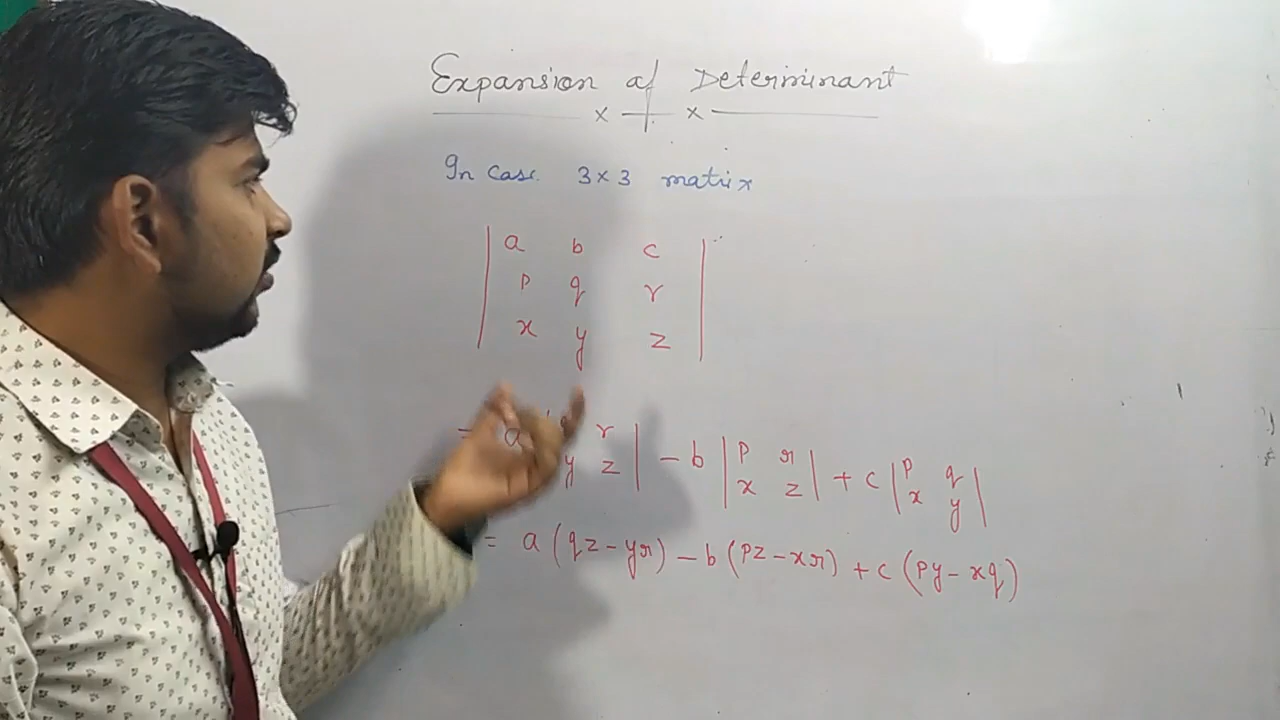 Expansion of Determinant
× + ×
In case 3×3 matrix
| a b c |
| p q r |
| x y z |
a r | − b | p r | + c | p q |
y z | | x z | | x y |
= a (qz − yr) − b (pz − xr) + c (py − xq)